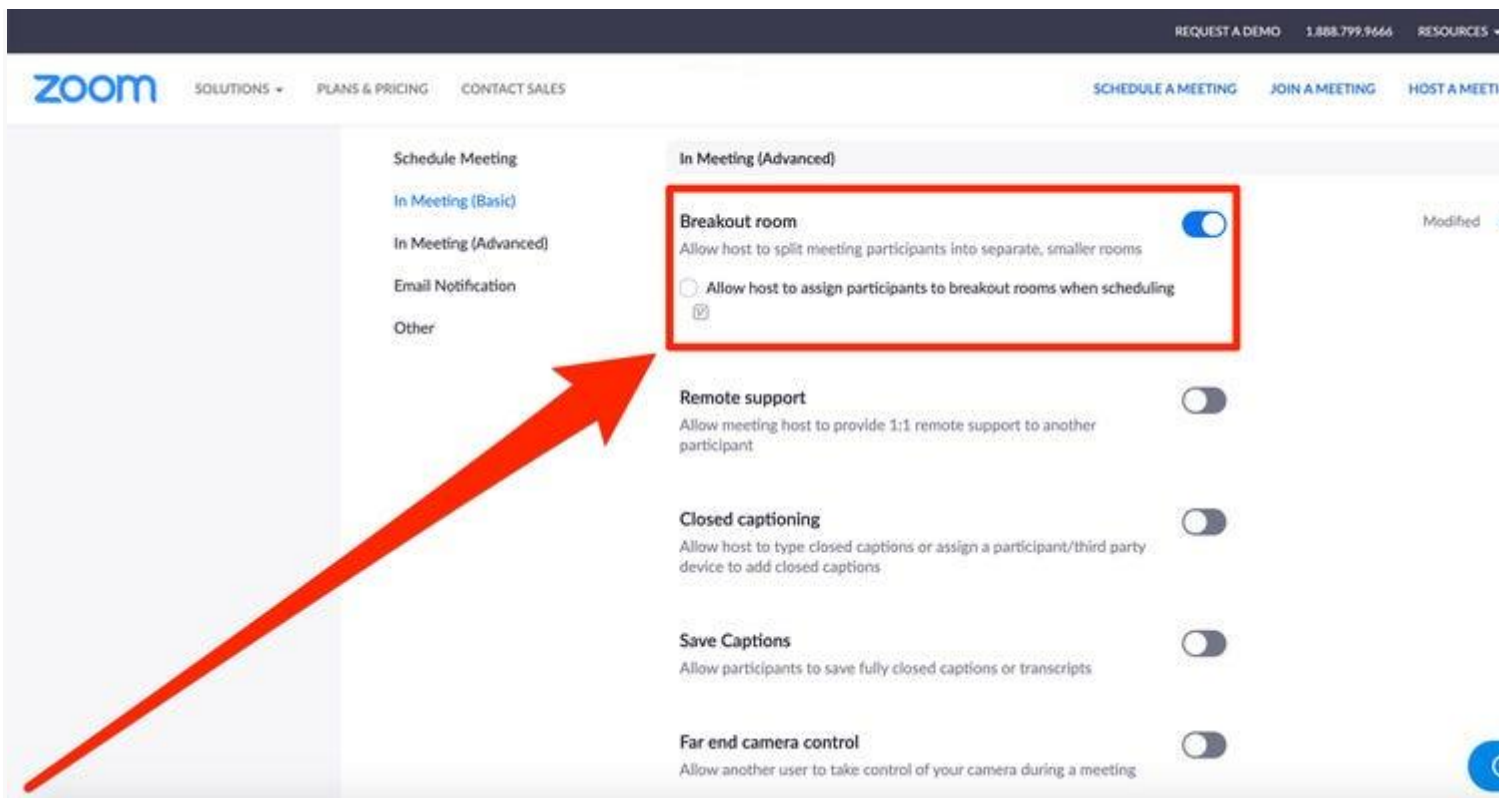 REQUEST A DEMO 1.888.799.9666 RESOURCES
zoom SOLUTIONS PLANS & PRICING CONTACT SALES SCHEDULE A MEETING JOIN A MEETING HOST A MEETI
Schedule Meeting
In Meeting (Basic)
In Meeting (Advanced)
Email Notification
Other
In Meeting (Advanced)
Breakout room
Modified
Allow host to split meeting participants into separate, smaller rooms
Allow host to assign participants to breakout rooms when scheduling
Remote support
Allow meeting host to provide 1:1 remote support to another
participant
Closed captioning
Allow host to type closed captions or assign a participant/third party
device to add closed captions
Save Captions
Allow participants to save fully closed captions or transcripts
Far end camera control
Allow another user to take control of your camera during a meeting